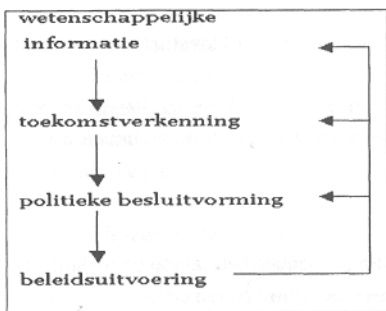 wetenschappelijke
informatie
toekomstverkenning
politieke besluitvorming
beleidsuitvoering